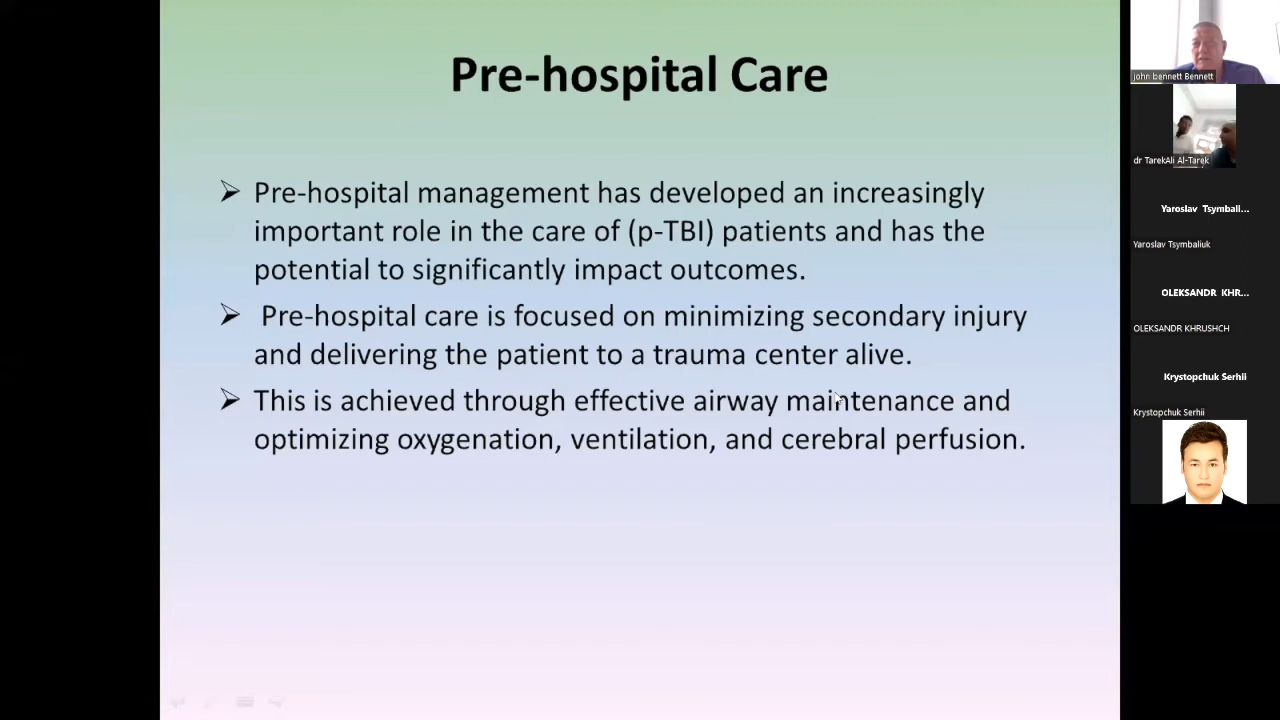 Pre-hospital Care
Pre-hospital management has developed an increasingly
important role in the care of (p-TBI) patients and has the
potential to significantly impact outcomes.
Pre-hospital care is focused on minimizing secondary injury
and delivering the patient to a trauma center alive.
This is achieved through effective airway maintenance and
optimizing oxygenation, ventilation, and cerebral perfusion.
john bennett Bennett
dr TarekAli Al-Tarek
Yaroslav Tsymbali...
Yaroslav Tsymbaliuk
OLEKSANDR KHR...
OLEKSANDR KHRUSHCH
Krystopchuk Serhii
Krystopchuk Serhii